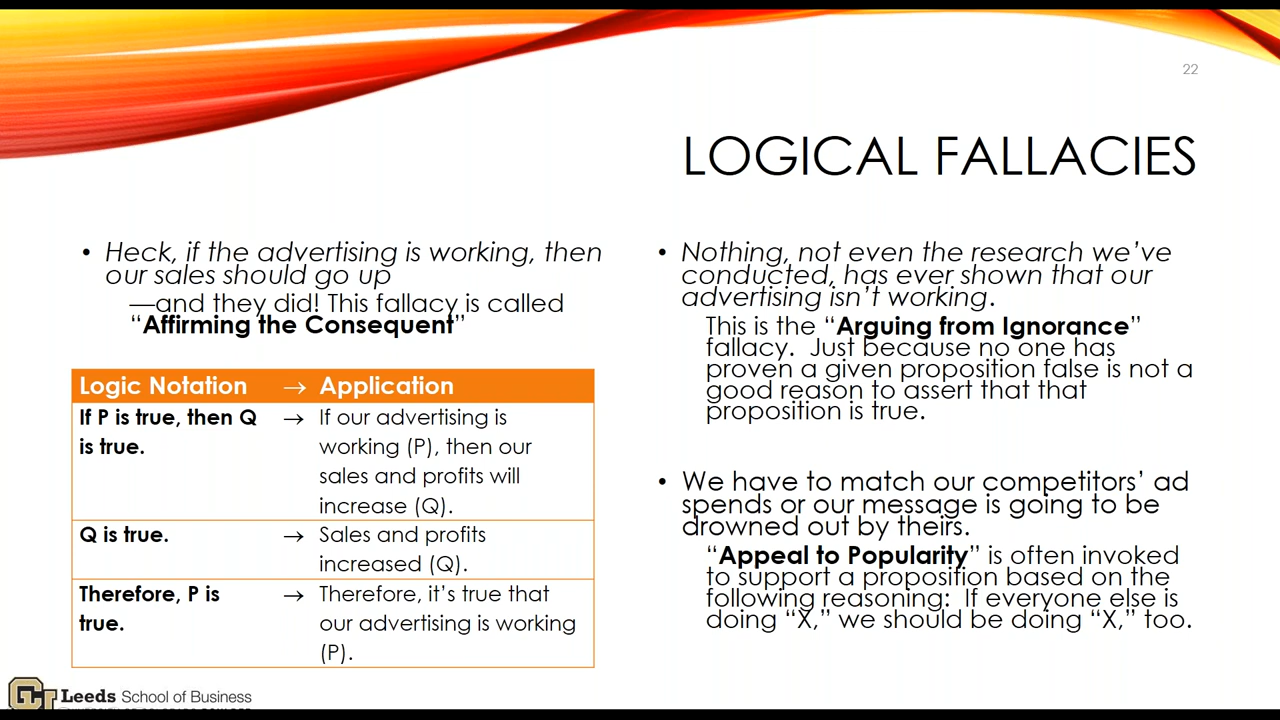 22
LOGICAL FALLACIES
• Heck, if the advertising is working, then
our sales should go up
—and they did! This fallacy is called
“Affirming the Consequent”
Logic Notation → Application
If P is true, then Q → If our advertising is
is true. working (P), then our
sales and profits will
increase (Q).
Q is true. → Sales and profits
increased (Q).
Therefore, P is → Therefore, it’s true that
true. our advertising is working
(P).
• Nothing, not even the research we’ve
conducted, has ever shown that our
advertising isn’t working.
This is the “Arguing from Ignorance”
fallacy. Just because no one has
proven a given proposition false is not a
good reason to assert that that
proposition is true.
• We have to match our competitors’ ad
spends or our message is going to be
drowned out by theirs.
“Appeal to Popularity” is often invoked
to support a proposition based on the
following reasoning: If everyone else is
doing “X,” we should be doing “X,” too.
Leeds School of Business